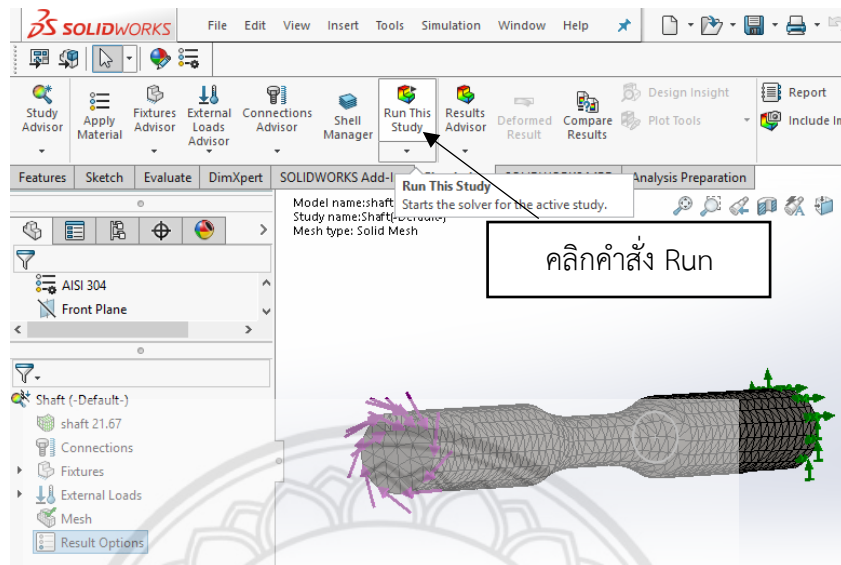 SOLIDWORKS File Edit View Insert Tools Simulation Window Help
Study Advisor
Apply Material
Fixtures Advisor
External Loads Advisor
Connections Advisor
Shell Manager
Run This Study
Results Advisor
Deformed Result
Compare Results
Design Insight
Plot Tools
Report
Include Im
Features Sketch Evaluate DimXpert SOLIDWORKS Add-I Analysis Preparation
Run This Study
Starts the solver for the active study.
Model name:shaft
Study name:Shaft(-Default-)
Mesh type: Solid Mesh
คลิกคำสั่ง Run
AISI 304
Front Plane
Shaft (-Default-)
shaft 21.67
Connections
Fixtures
External Loads
Mesh
Result Options